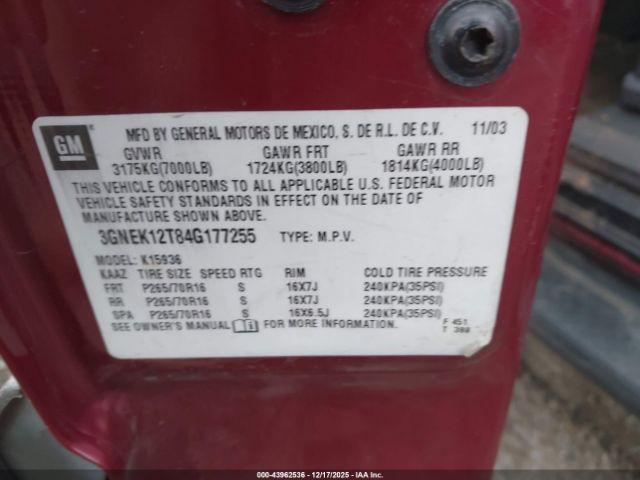 GM MFD BY GENERAL MOTORS DE MEXICO, S. DE R.L. DE C.V. 11/03
GVWR GAWR FRT GAWR RR
3175KG(7000LB) 1724KG(3800LB) 1814KG(4000LB)
THIS VEHICLE CONFORMS TO ALL APPLICABLE U.S. FEDERAL MOTOR
VEHICLE SAFETY STANDARDS IN EFFECT ON THE DATE OF
MANUFACTURE SHOWN ABOVE.
3GNEK12T84G177255 TYPE: M.P.V.
MODEL: K15936
KAAZ TIRE SIZE SPEED RTG RIM COLD TIRE PRESSURE
FRT P265/70R16 S 16X7J 240KPA(35PSI)
RR P265/70R16 S 16X7J 240KPA(35PSI)
SPA P265/70R16 S 16X6.5J 240KPA(35PSI)
SEE OWNER'S MANUAL FOR MORE INFORMATION. F 451
T 388
000-43962536 - 12/17/2025 - IAAI.com